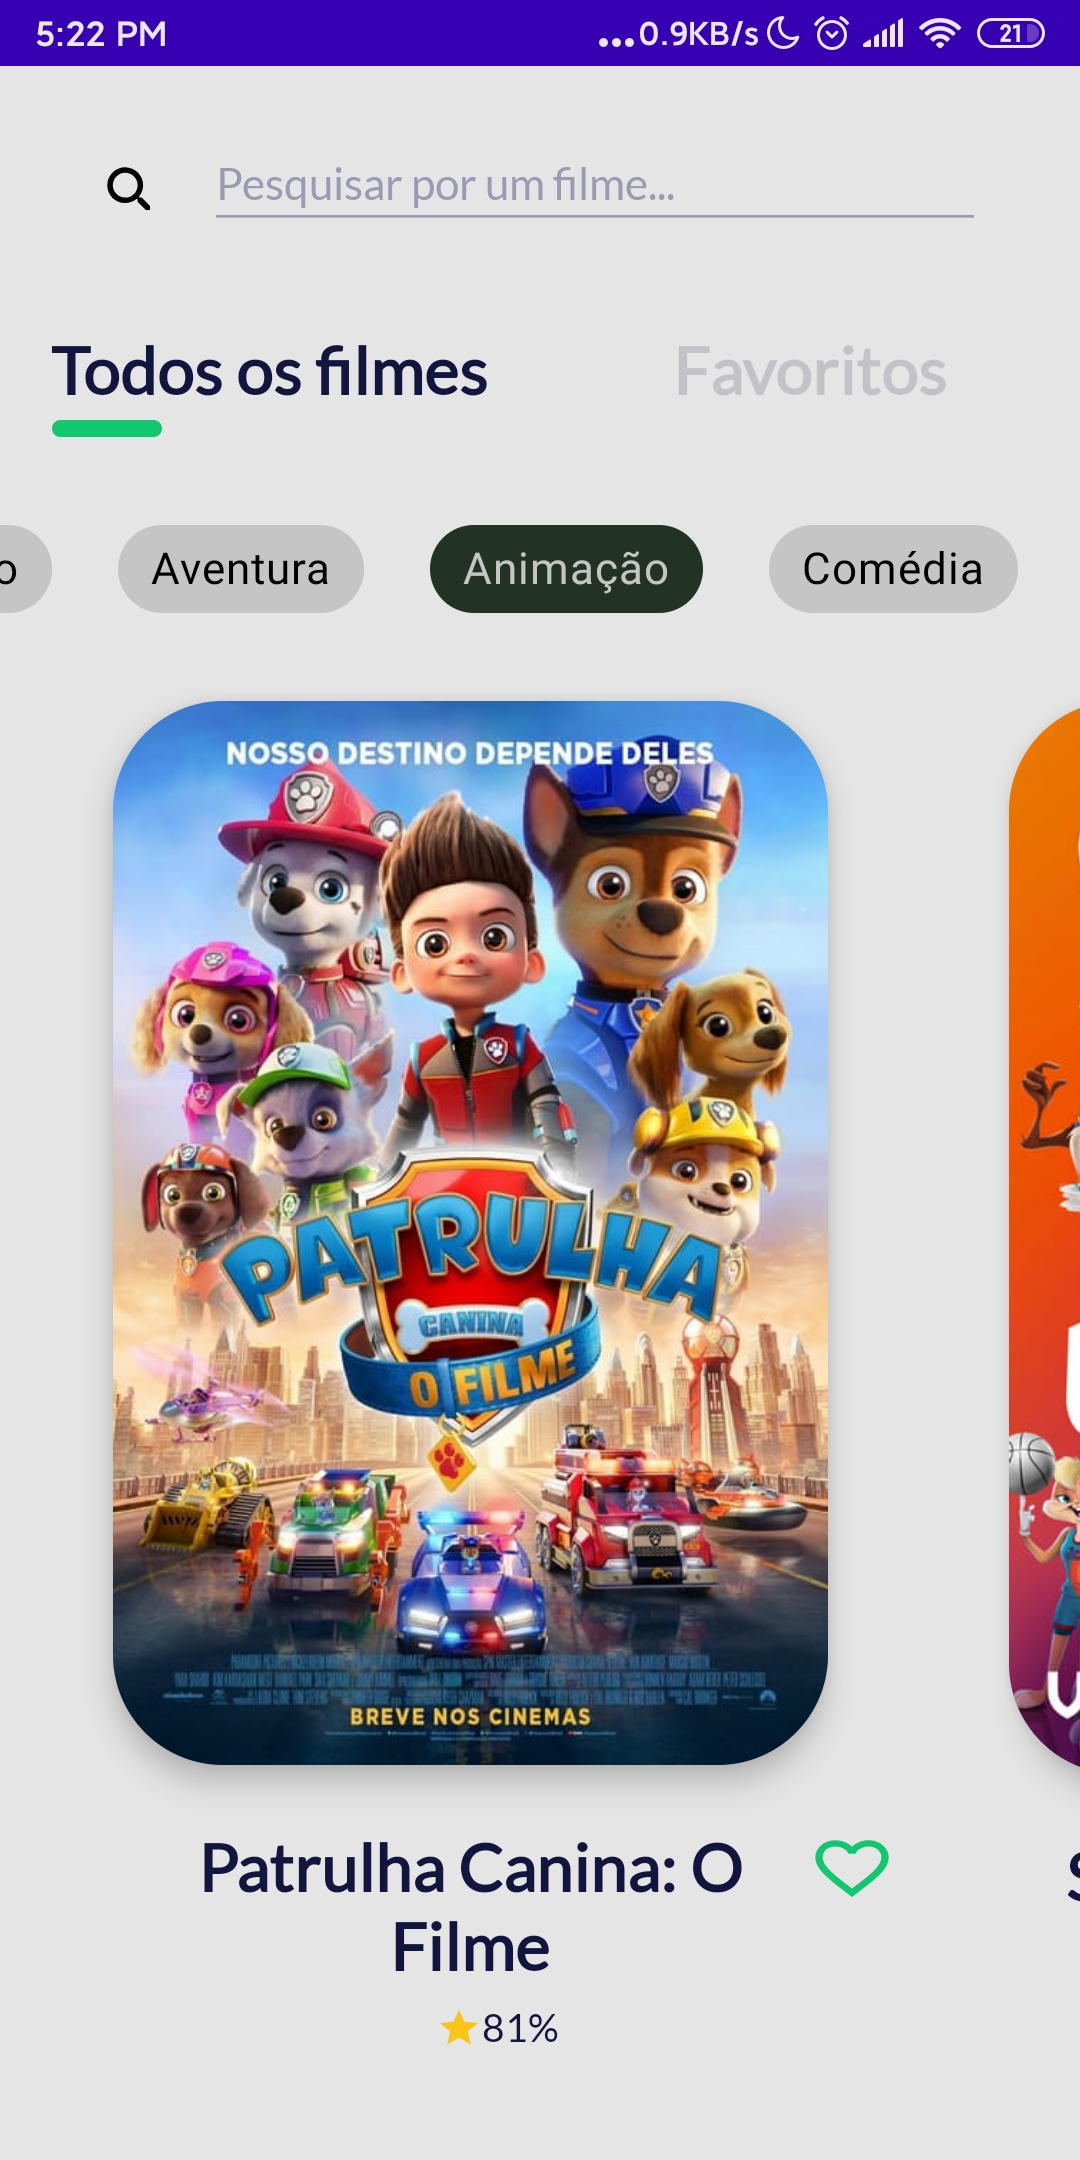 5:22 PM
...0.9KB/s
21
Pesquisar por um filme...
Todos os filmes
Favoritos
o
Aventura
Animação
Comédia
NOSSO DESTINO DEPENDE DELES
PATRULHA
CANINA
O FILME
BREVE NOS CINEMAS
Patrulha Canina: O
Filme
81%